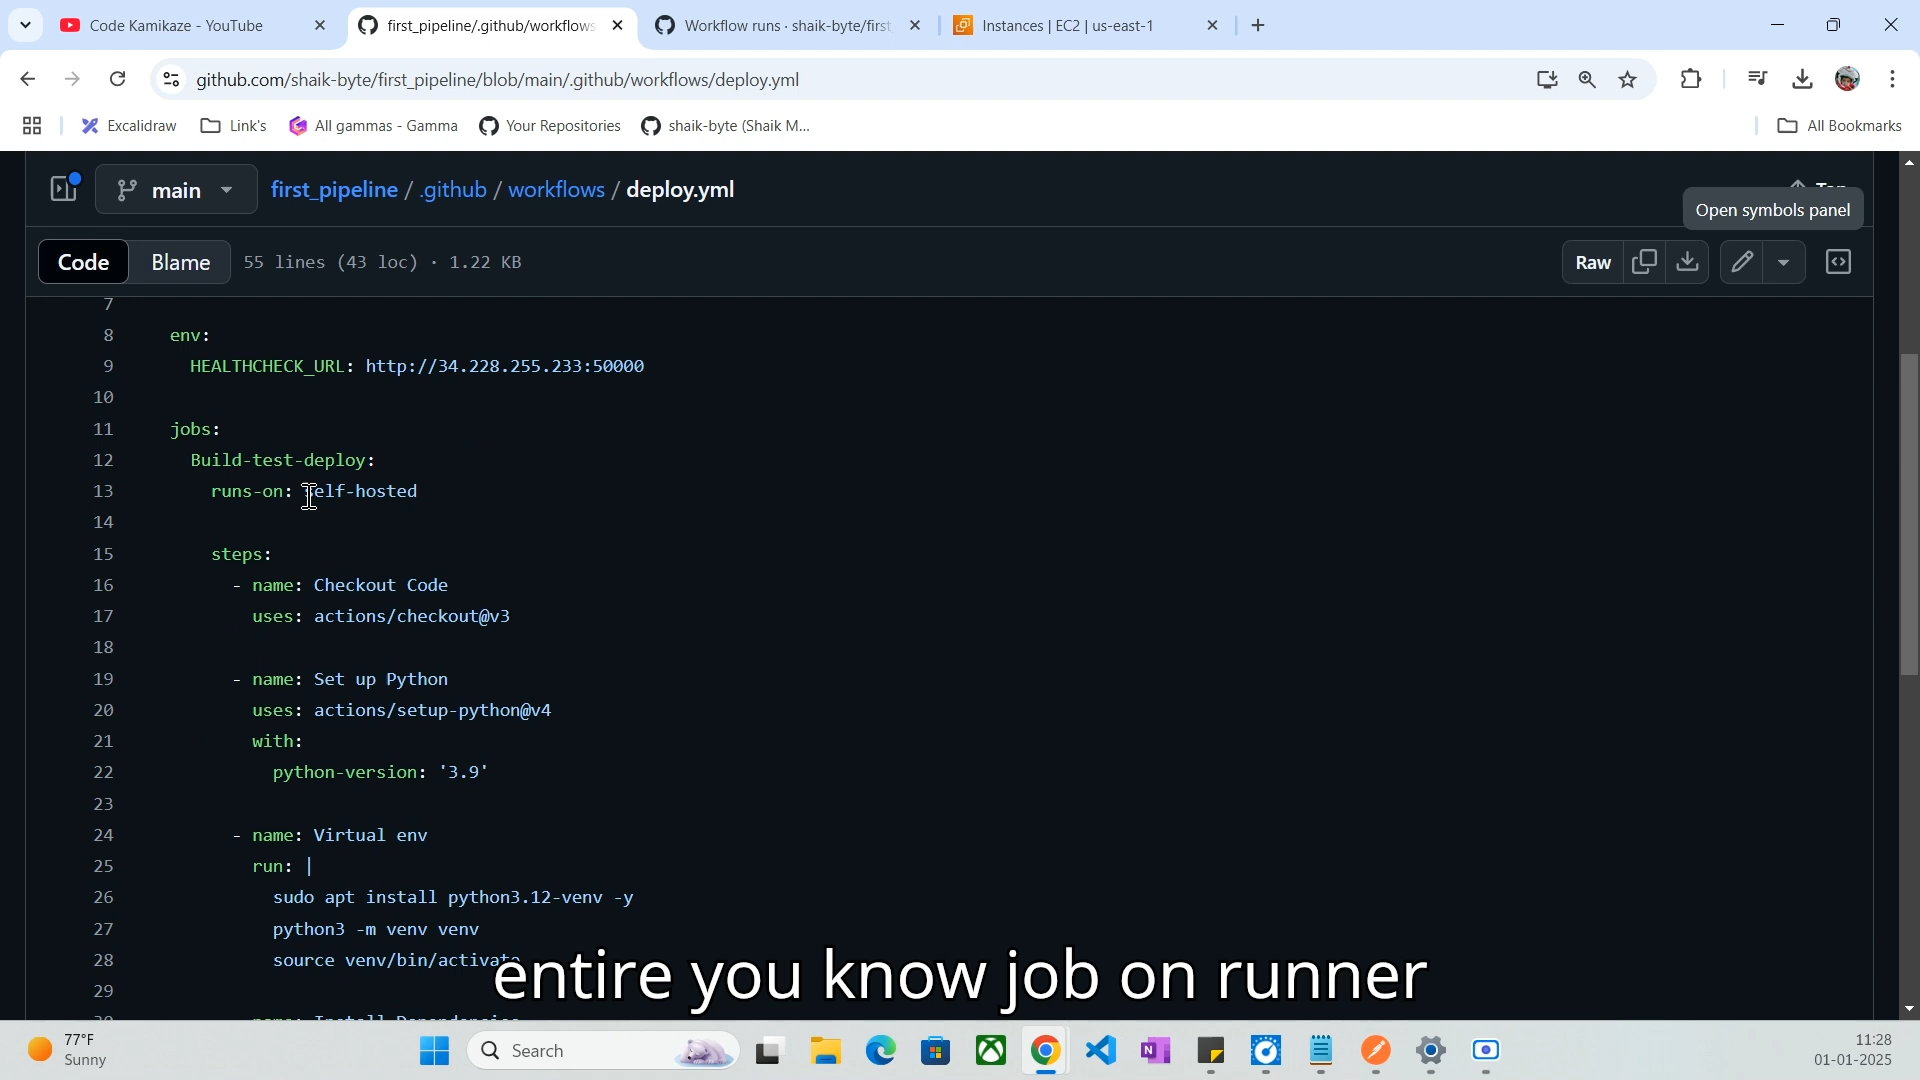 Code Kamikaze - YouTube
first_pipeline/.github/workflows
Workflow runs · shaik-byte/first_
Instances | EC2 | us-east-1
github.com/shaik-byte/first_pipeline/blob/main/.github/workflows/deploy.yml
Excalidraw
Link's
All gammas - Gamma
Your Repositories
shaik-byte (Shaik M...
All Bookmarks
main
first_pipeline / .github / workflows / deploy.yml
Top
Open symbols panel
Code
Blame
55 lines (43 loc) · 1.22 KB
Raw
7
8 env:
9 HEALTHCHECK_URL: http://34.228.255.233:50000
10
11 jobs:
12 Build-test-deploy:
13 runs-on: self-hosted
14
15 steps:
16 - name: Checkout Code
17 uses: actions/checkout@v3
18
19 - name: Set up Python
20 uses: actions/setup-python@v4
21 with:
22 python-version: '3.9'
23
24 - name: Virtual env
25 run: |
26 sudo apt install python3.12-venv -y
27 python3 -m venv venv
28 source venv/bin/activate
29
30 name: Install Dependencies
entire you know job on runner
77°F
Sunny
Search
11:28
01-01-2025